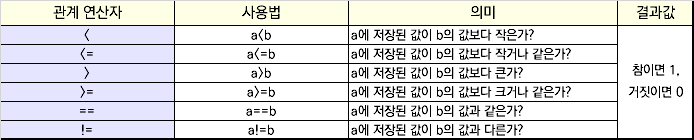 관계 연산자 사용법 의미 결과값
< a<b a에 저장된 값이 b의 값보다 작은가?
<= a<=b a에 저장된 값이 b의 값보다 작거나 같은가?
> a>b a에 저장된 값이 b의 값보다 큰가?
>= a>=b a에 저장된 값이 b의 값보다 크거나 같은가?
== a==b a에 저장된 값이 b의 값과 같은가?
!= a!=b a에 저장된 값이 b의 값과 다른가?
참이면 1,
거짓이면 0